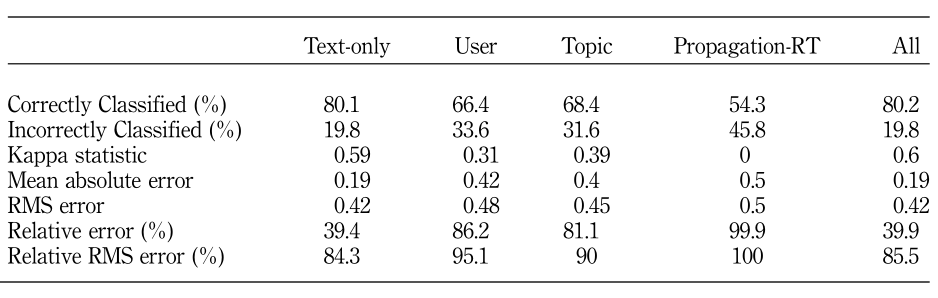 Text-only User Topic Propagation-RT All
Correctly Classified (%) 80.1 66.4 68.4 54.3 80.2
Incorrectly Classified (%) 19.8 33.6 31.6 45.8 19.8
Kappa statistic 0.59 0.31 0.39 0 0.6
Mean absolute error 0.19 0.42 0.4 0.5 0.19
RMS error 0.42 0.48 0.45 0.5 0.42
Relative error (%) 39.4 86.2 81.1 99.9 39.9
Relative RMS error (%) 84.3 95.1 90 100 85.5